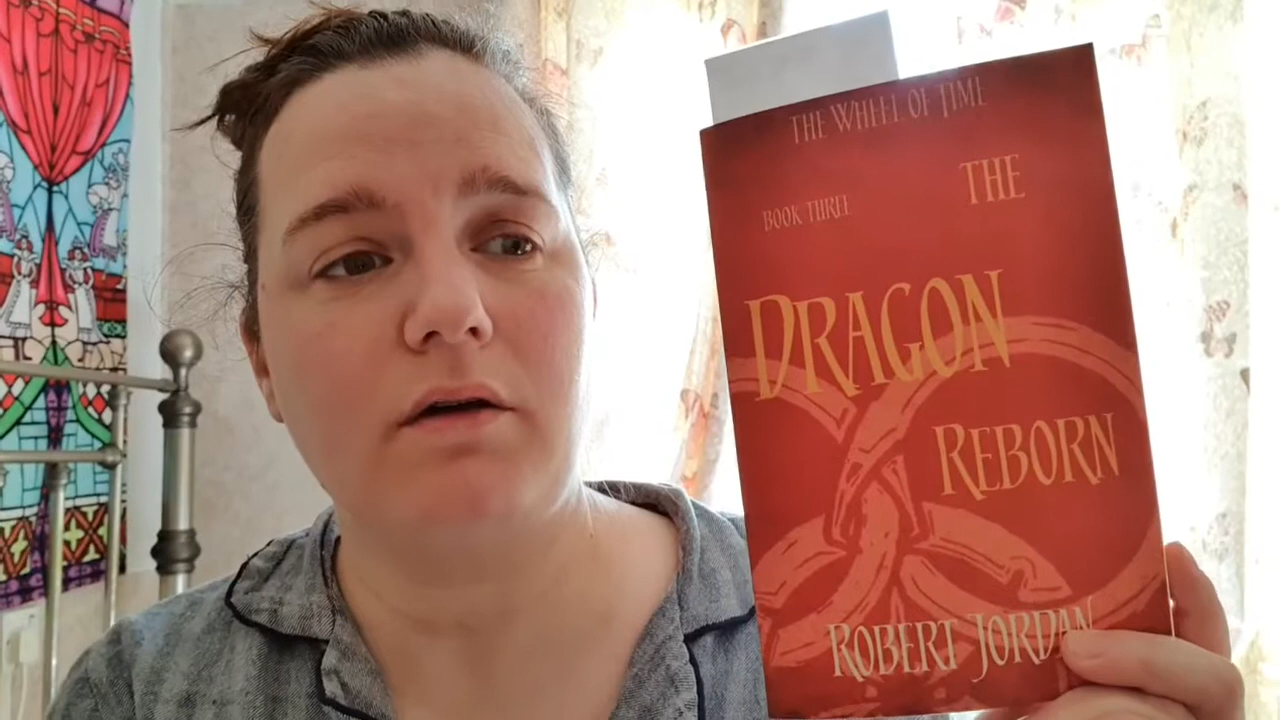 THE WHEEL OF TIME
THE
BOOK THREE
DRAGON
REBORN
ROBERT JORDAN